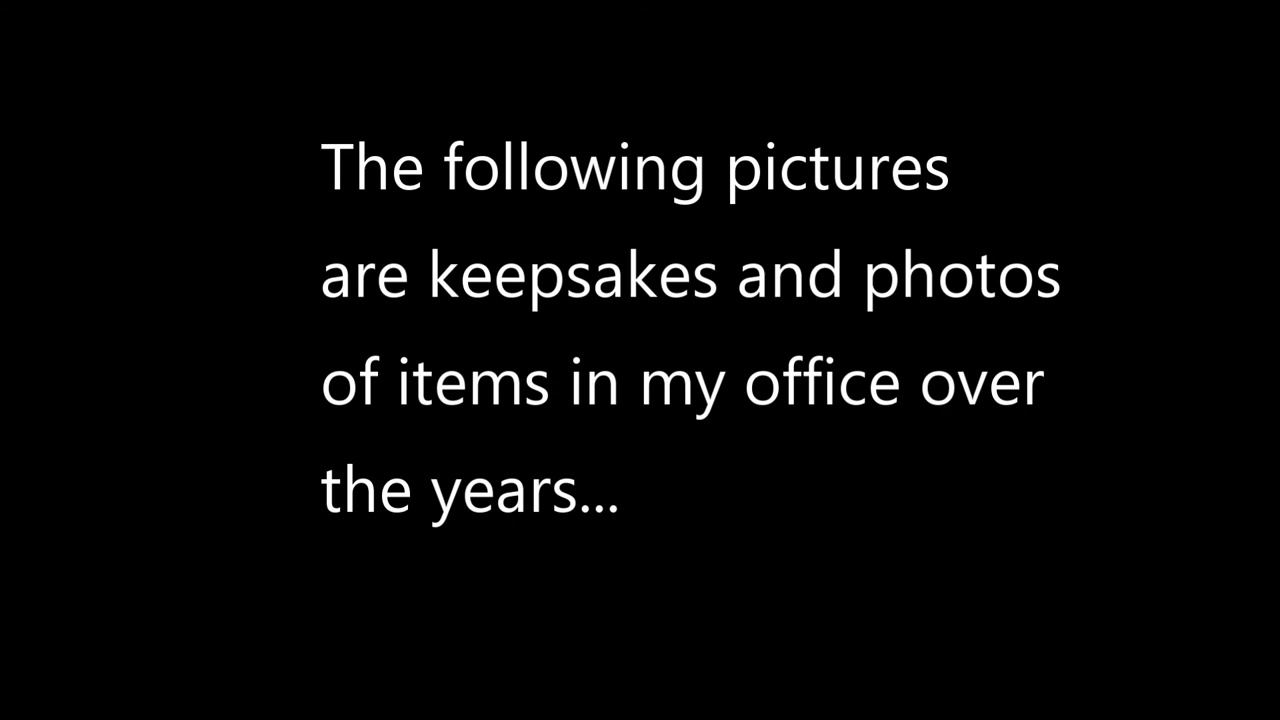 The following pictures
are keepsakes and photos
of items in my office over
the years...